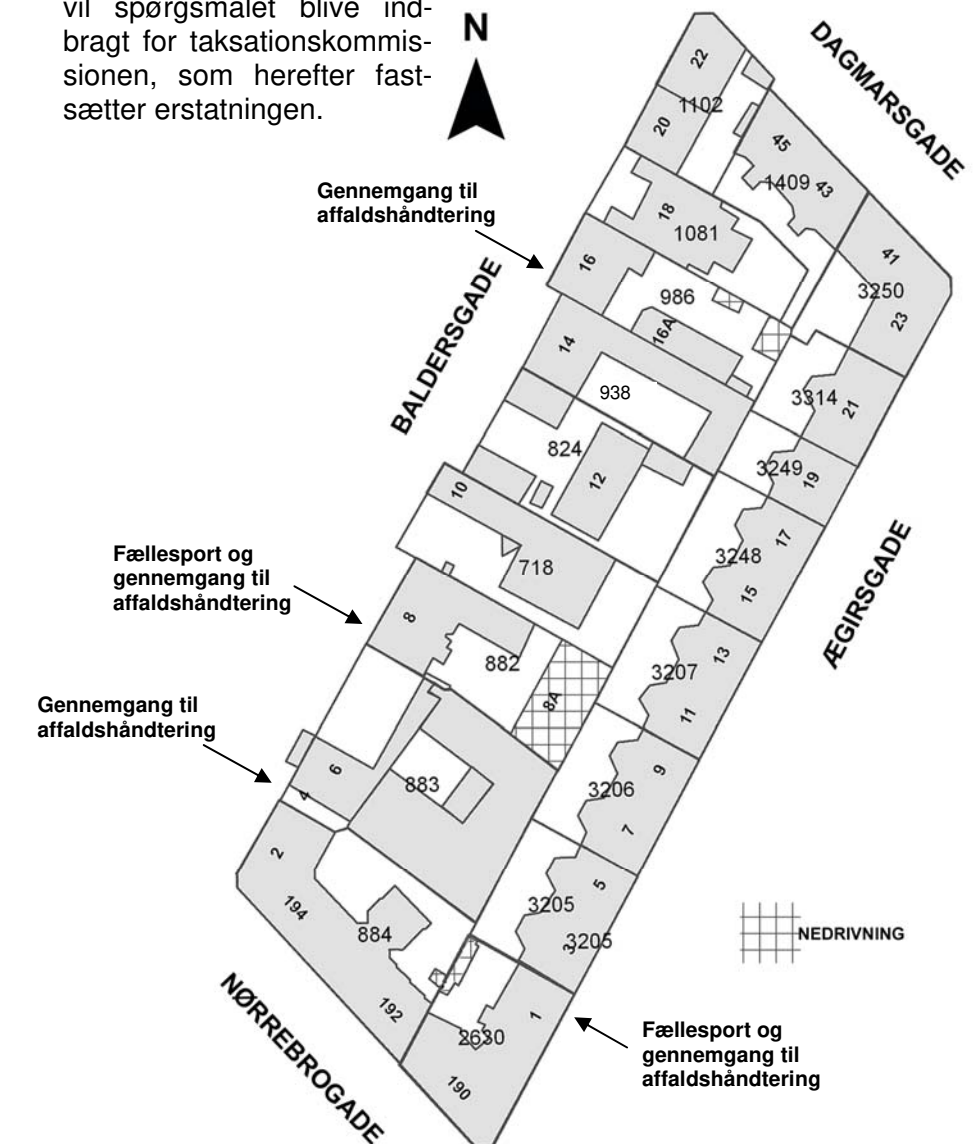 vil spørgsmålet blive ind-
bragt for taksationskommis-
sionen, som herefter fast-
sætter erstatningen.
N
DAGMARSGADE
22
1102
20
45
1409
43
Gennemgang til
affaldshåndtering
18
1081
41
16
3250
986
23
BALDERSGADE
16A
14
938
3314
21
824
3249
19
12
10
17
3248
718
15
ÆGIRSGADE
Fællesport og
gennemgang til
affaldshåndtering
8
13
882
3207
8A
11
Gennemgang til
affaldshåndtering
6
9
883
3206
4
7
2
5
3205
194
884
3
3205
NEDRIVNING
192
1
NØRREBROGADE
2630
Fællesport og
gennemgang til
affaldshåndtering
190